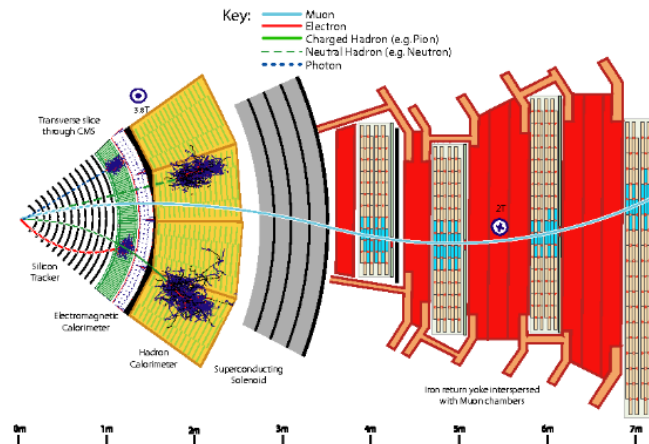 Key:
Muon
Electron
Charged Hadron (e.g. Pion)
Neutral Hadron (e.g. Neutron)
Photon
3.8T
Transverse slice
through CMS
2T
Silicon
Tracker
Electromagnetic
Calorimeter
Hadron
Calorimeter
Superconducting
Solenoid
Iron return yoke interspersed
with Muon chambers
0m
1m
2m
3m
4m
5m
6m
7m